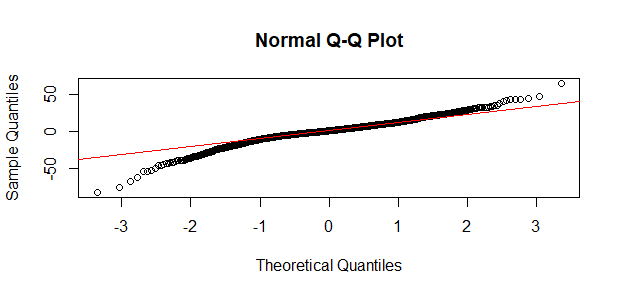 Normal Q-Q Plot
Sample Quantiles
50
0
-50
-3 -2 -1 0 1 2 3
Theoretical Quantiles